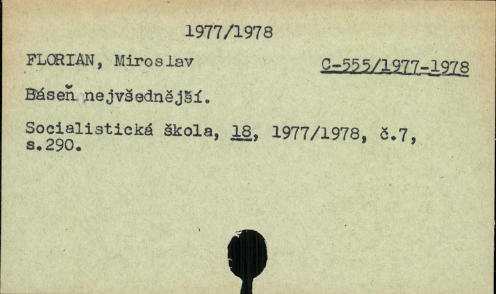 1977/1978
FLORIAN, Miroslav C-555/1977-1978
Báseň nejvšednější.
Socialistická škola, 18, 1977/1978, č.7,
s.290.